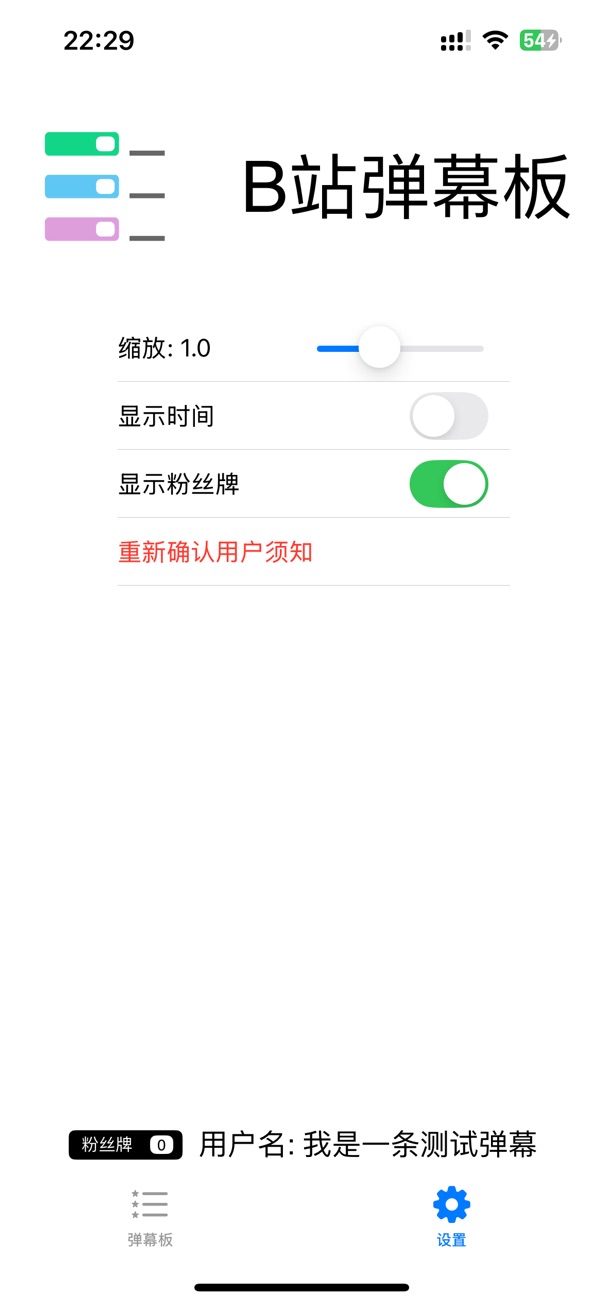 22:29
54
B站弹幕板
缩放: 1.0
显示时间
显示粉丝牌
重新确认用户须知
粉丝牌 0 用户名: 我是一条测试弹幕
弹幕板
设置